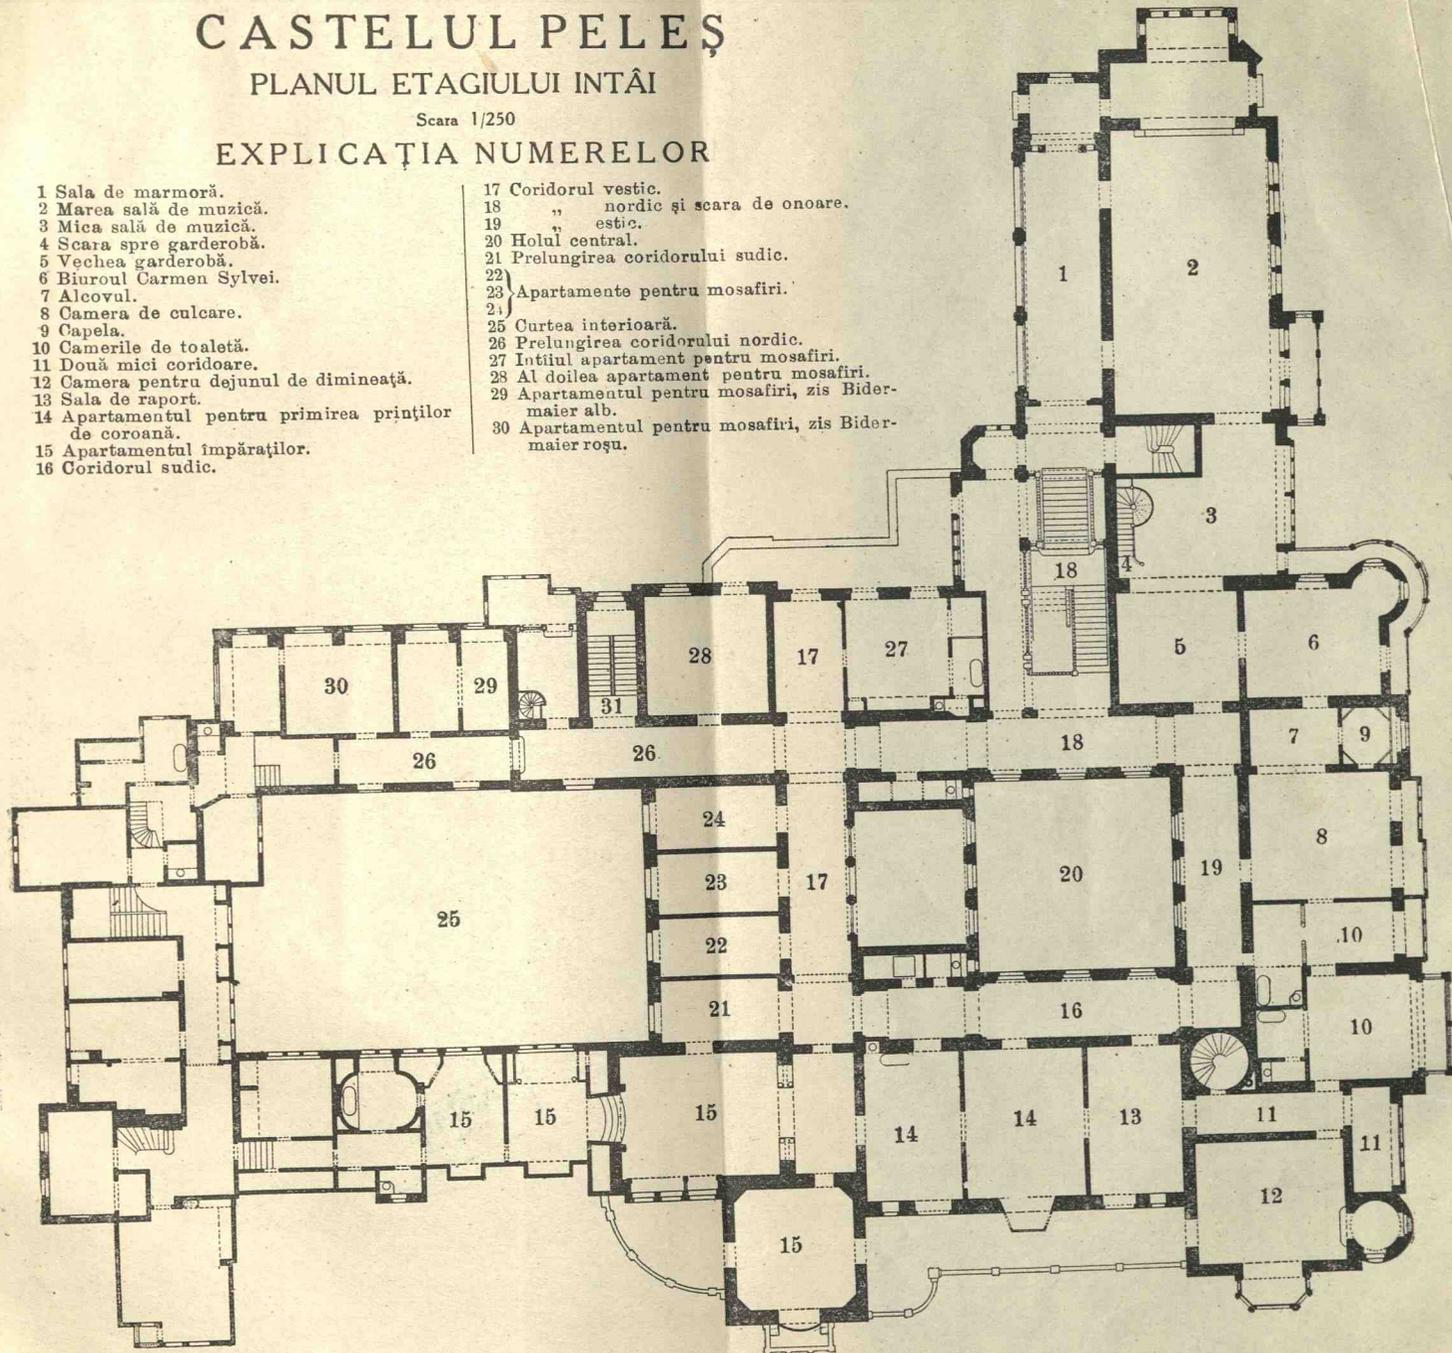 CASTELUL PELEȘ
PLANUL ETAGIULUI INTÂI
Scara 1/250
EXPLICAȚIA NUMERELOR
1 Sala de marmoră.
2 Marea sală de muzică.
3 Mica sală de muzică.
4 Scara spre garderobă.
5 Vechea garderobă.
6 Biuroul Carmen Sylvei.
7 Alcovul.
8 Camera de culcare.
9 Capela.
10 Camerile de toaletă.
11 Două mici coridoare.
12 Camera pentru dejunul de dimineață.
13 Sala de raport.
14 Apartamentul pentru primirea prinților
de coroană.
15 Apartamentul împăraților.
16 Coridorul sudic.
17 Coridorul vestic.
18 „ nordic și scara de onoare.
19 „ estic.
20 Holul central.
21 Prelungirea coridorului sudic.
22
23 Apartamente pentru mosafiri.
24
25 Curtea interioară.
26 Prelungirea coridorului nordic.
27 Intîiul apartament pentru mosafiri.
28 Al doilea apartament pentru mosafiri.
29 Apartamentul pentru mosafiri, zis Bider-
maier alb.
30 Apartamentul pentru mosafiri, zis Bider-
maier roșu.
1
2
3
4
18
5
6
28
17
27
30
29
31
26
26
18
7
9
24
8
23
17
20
19
25
22
10
21
16
10
15
15
15
14
14
13
11
11
12
15